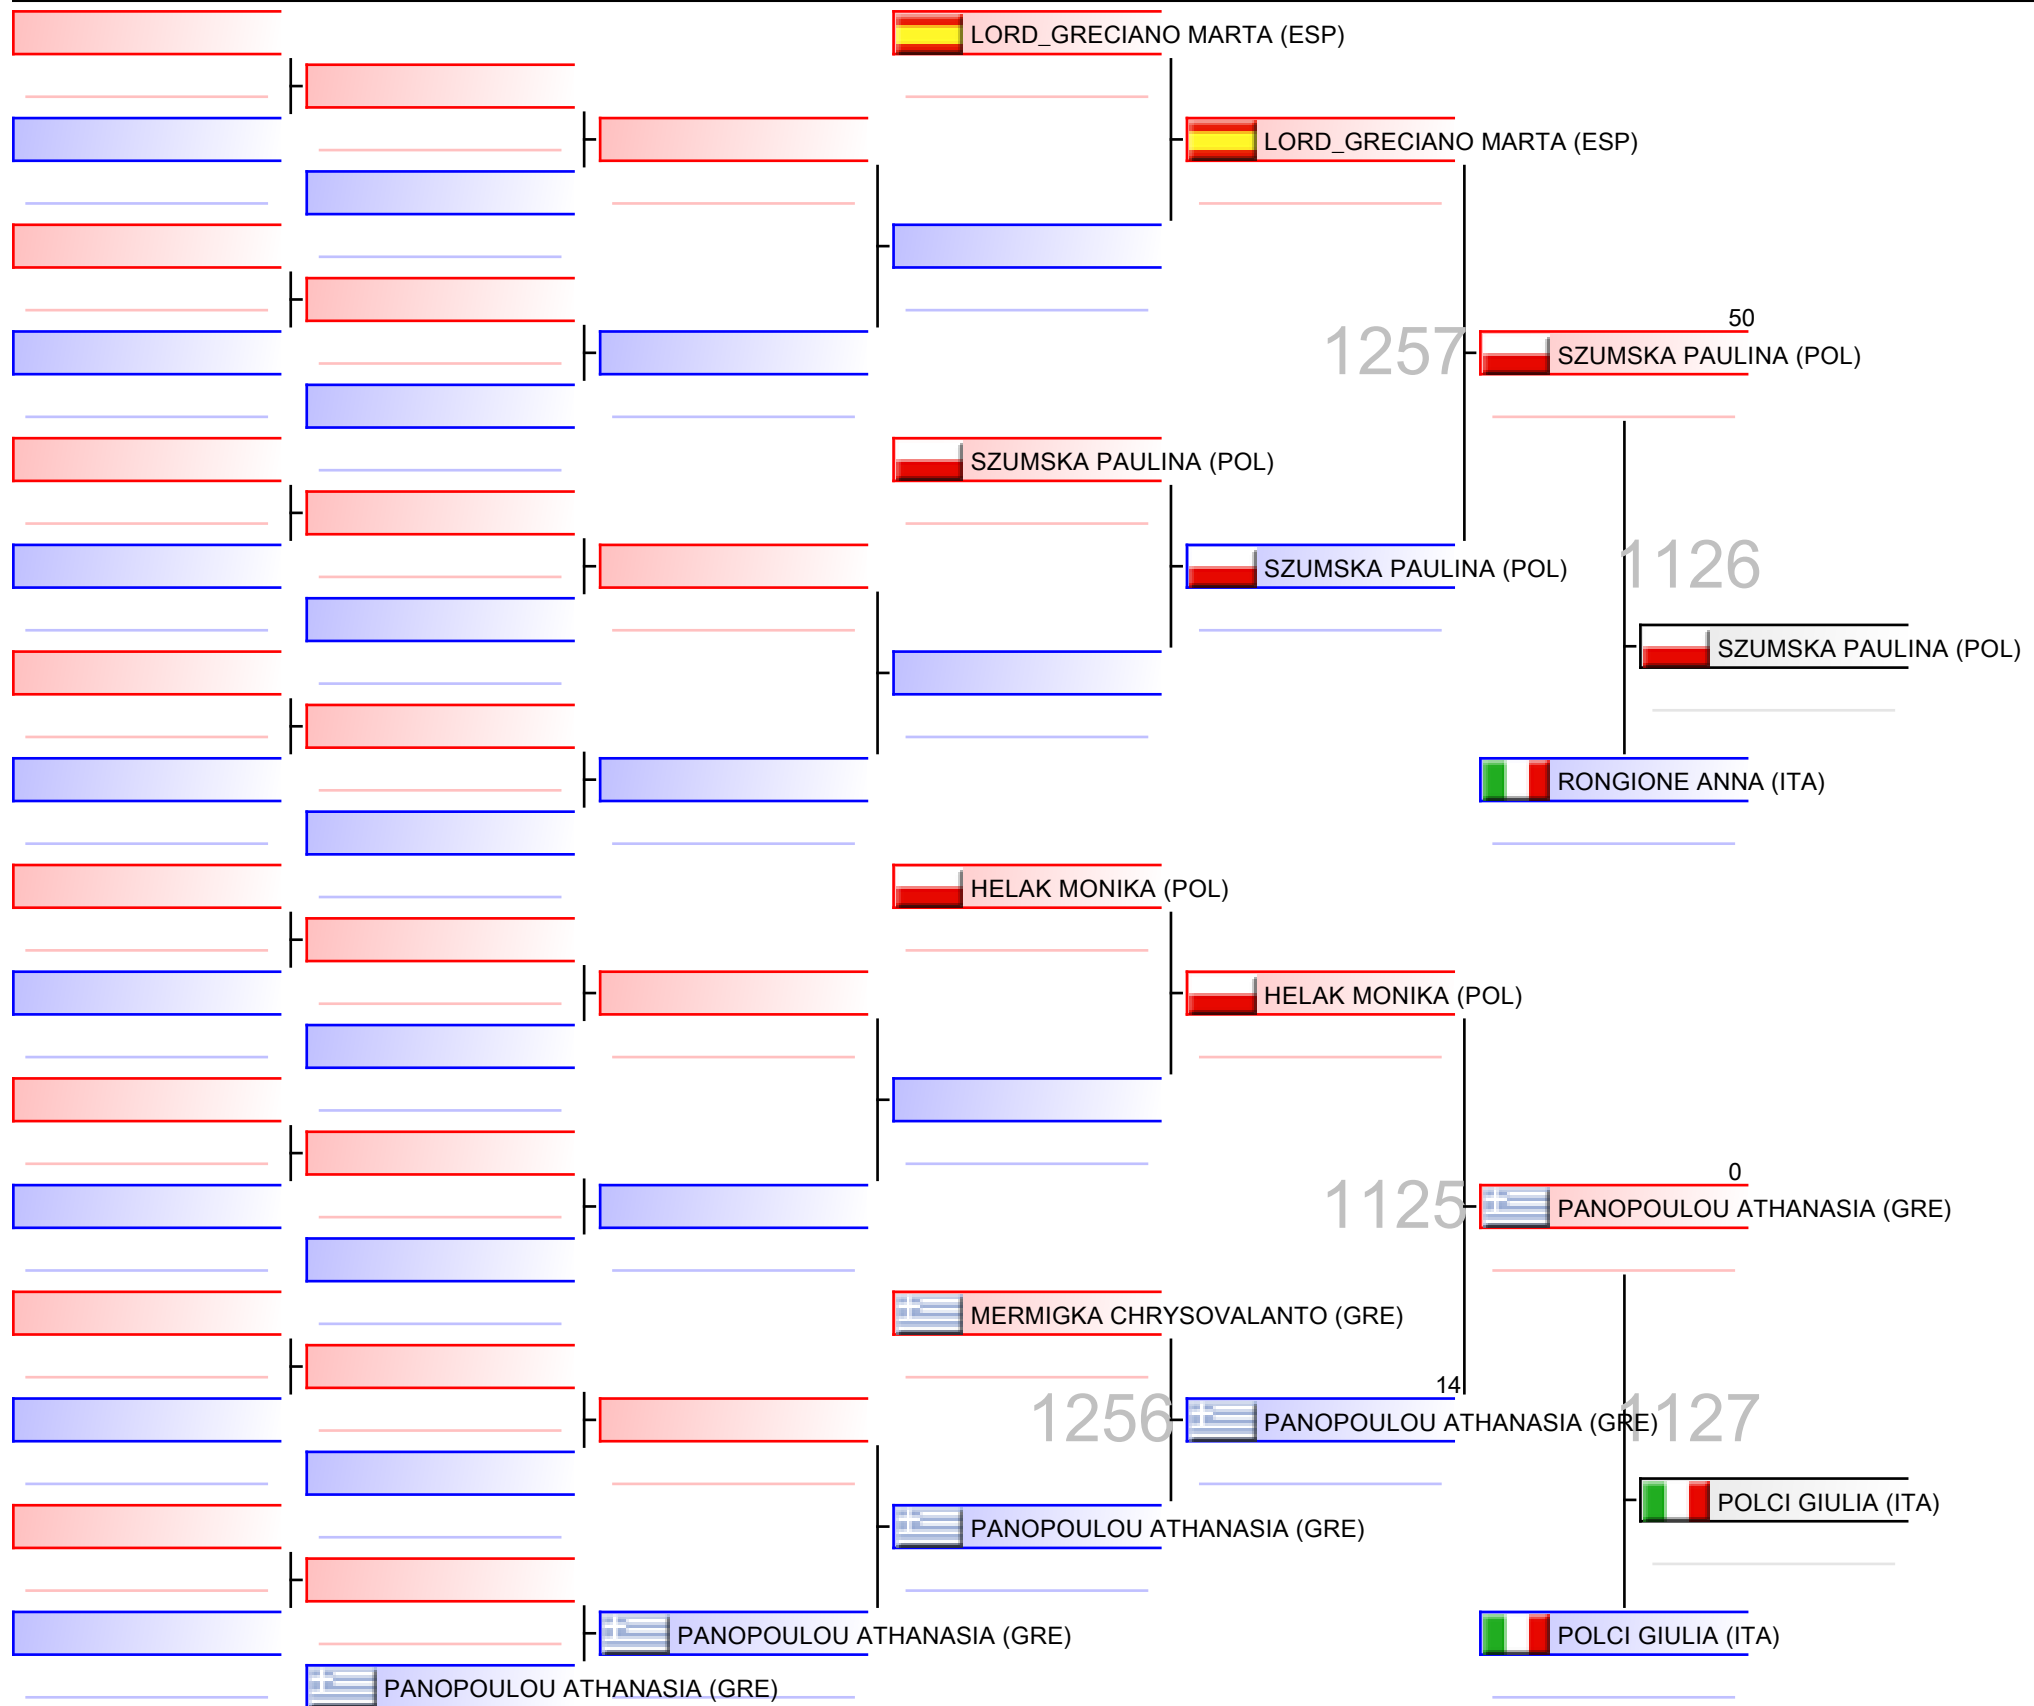 LORD_GRECIANO MARTA (ESP)
LORD_GRECIANO MARTA (ESP)
50
1257
SZUMSKA PAULINA (POL)
SZUMSKA PAULINA (POL)
SZUMSKA PAULINA (POL)
1126
SZUMSKA PAULINA (POL)
RONGIONE ANNA (ITA)
HELAK MONIKA (POL)
HELAK MONIKA (POL)
0
1125
PANOPOULOU ATHANASIA (GRE)
MERMIGKA CHRYSOVALANTO (GRE)
14
1256
PANOPOULOU ATHANASIA (GRE)
1127
POLCI GIULIA (ITA)
PANOPOULOU ATHANASIA (GRE)
PANOPOULOU ATHANASIA (GRE)
POLCI GIULIA (ITA)
PANOPOULOU ATHANASIA (GRE)